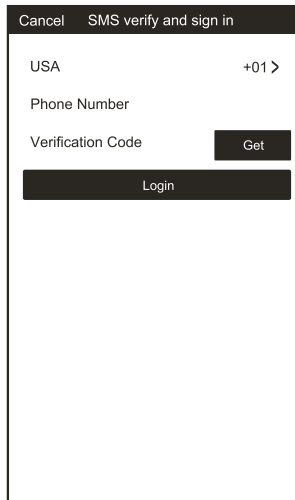 Cancel SMS verify and sign in
USA +01 >
Phone Number
Verification Code Get
Login